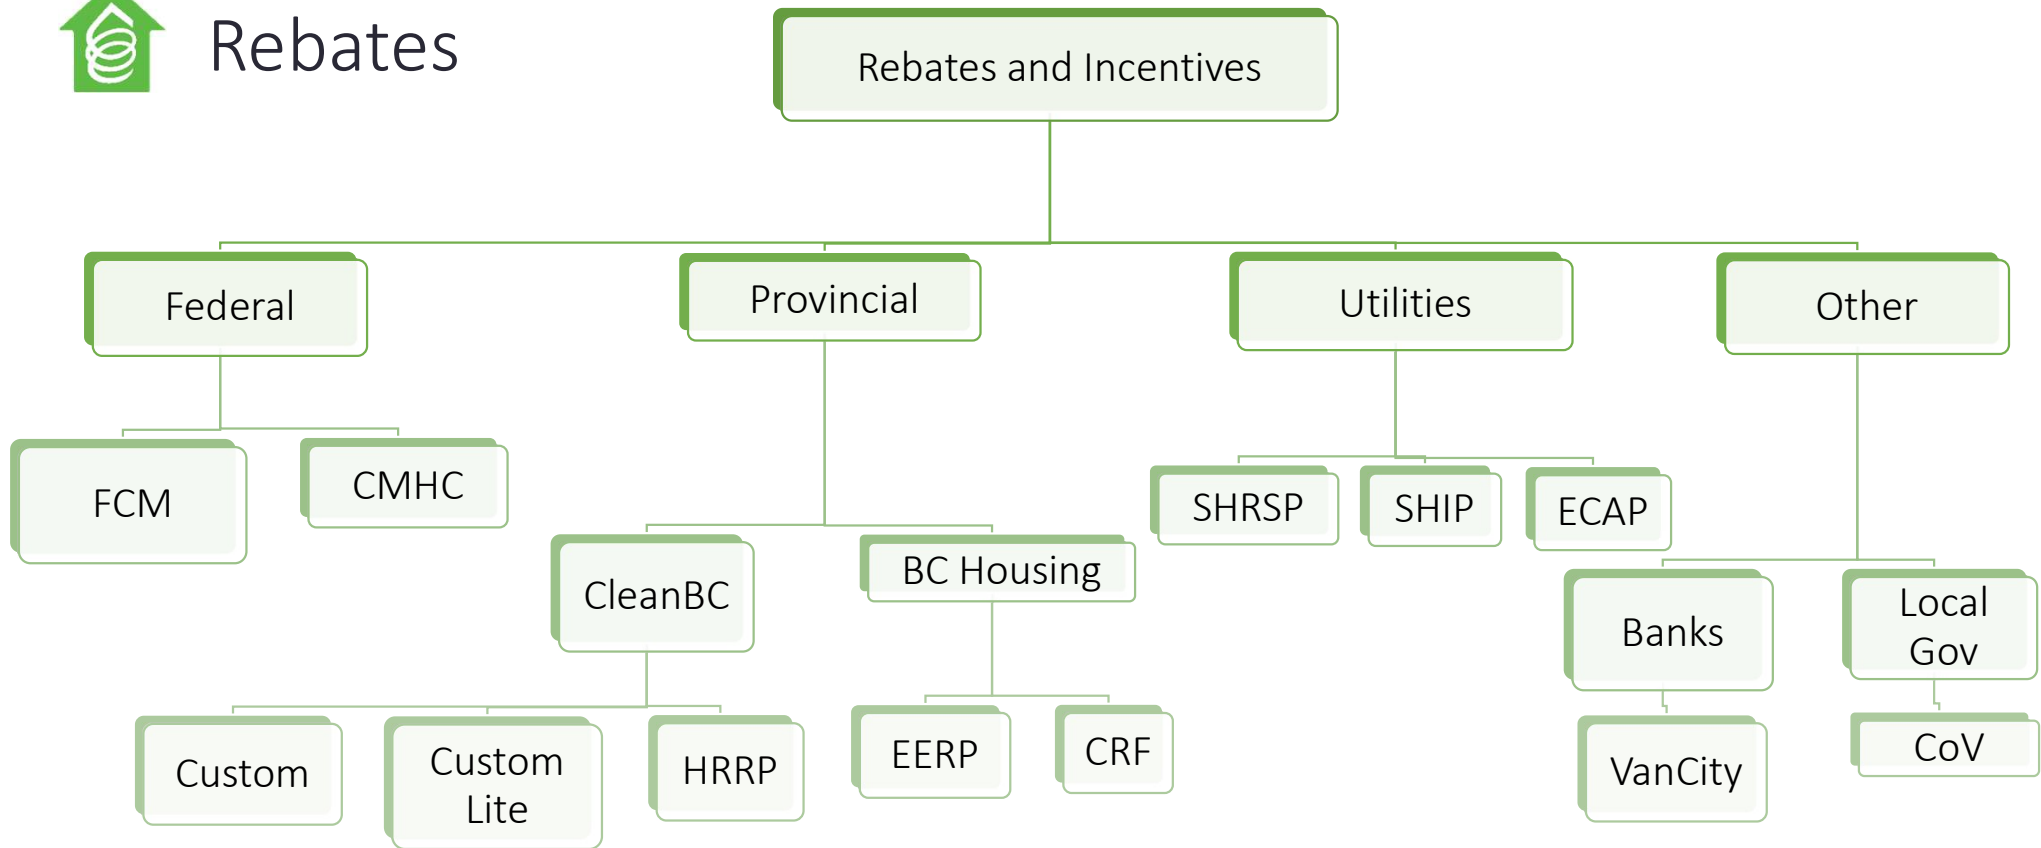 Rebates
Rebates and Incentives
Federal
Provincial
Utilities
Other
FCM
CMHC
SHRSP
SHIP
ECAP
CleanBC
BC Housing
Banks
Local
Gov
Custom
Custom
Lite
HRRP
EERP
CRF
VanCity
CoV